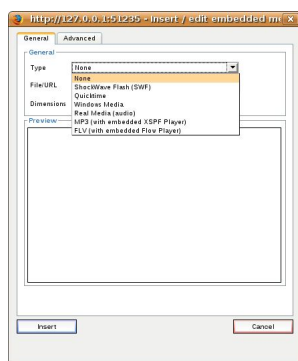 http://127.0.0.1:51235 - Insert / edit embedded me
General Advanced
General
Type None
None
File/URL ShockWave Flash (SWF)
Quicktime
Dimensions Windows Media
Real Media (audio)
Preview MP3 (with embedded XSPF Player)
FLV (with embedded Flow Player)
Insert Cancel